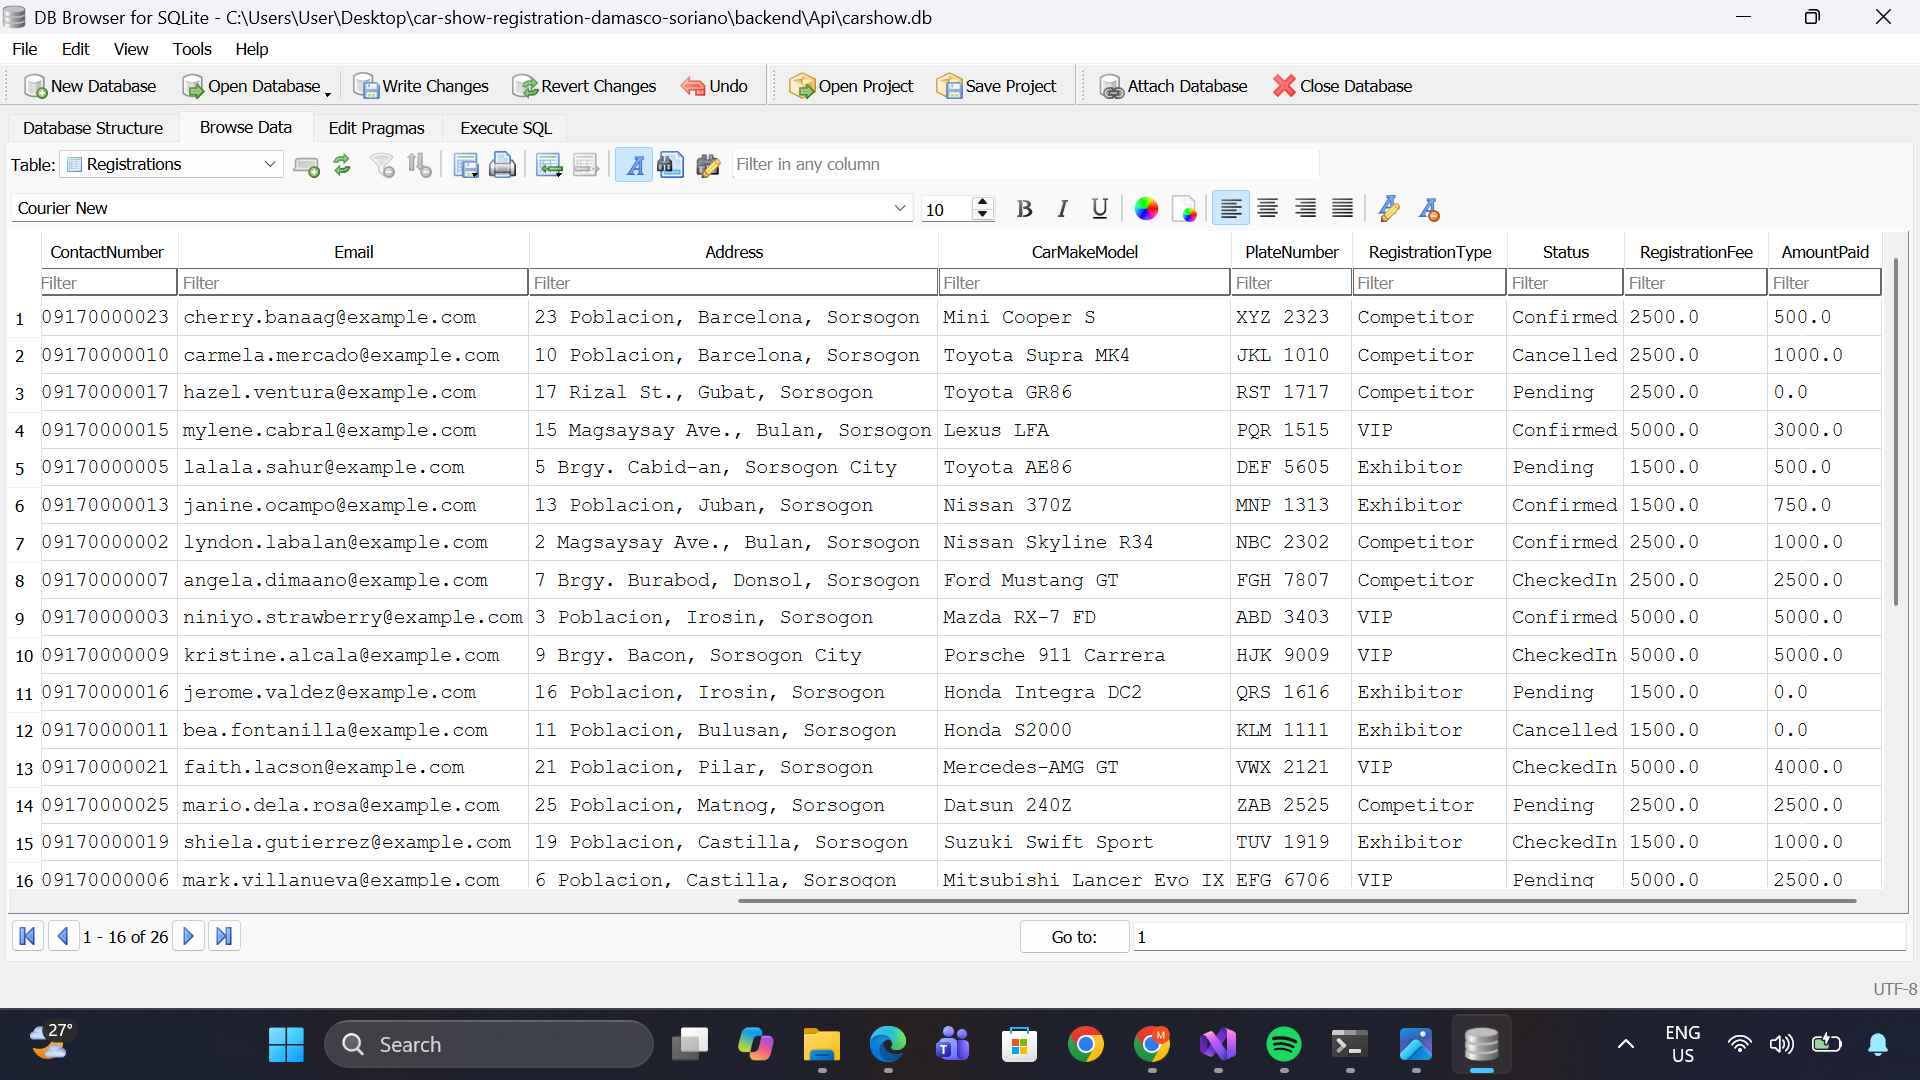 DB Browser for SQLite - C:\Users\User\Desktop\car-show-registration-damasco-soriano\backend\Api\carshow.db
File Edit View Tools Help
New Database Open Database Write Changes Revert Changes Undo Open Project Save Project Attach Database Close Database
Database Structure Browse Data Edit Pragmas Execute SQL
Table: Registrations Filter in any column
Courier New 10 B I U
ContactNumber Email Address CarMakeModel PlateNumber RegistrationType Status RegistrationFee AmountPaid
Filter Filter Filter Filter Filter Filter Filter Filter Filter
1 09170000023 cherry.banaag@example.com 23 Poblacion, Barcelona, Sorsogon Mini Cooper S XYZ 2323 Competitor Confirmed 2500.0 500.0
2 09170000010 carmela.mercado@example.com 10 Poblacion, Barcelona, Sorsogon Toyota Supra MK4 JKL 1010 Competitor Cancelled 2500.0 1000.0
3 09170000017 hazel.ventura@example.com 17 Rizal St., Gubat, Sorsogon Toyota GR86 RST 1717 Competitor Pending 2500.0 0.0
4 09170000015 mylene.cabral@example.com 15 Magsaysay Ave., Bulan, Sorsogon Lexus LFA PQR 1515 VIP Confirmed 5000.0 3000.0
5 09170000005 lalala.sahur@example.com 5 Brgy. Cabid-an, Sorsogon City Toyota AE86 DEF 5605 Exhibitor Pending 1500.0 500.0
6 09170000013 janine.ocampo@example.com 13 Poblacion, Juban, Sorsogon Nissan 370Z MNP 1313 Exhibitor Confirmed 1500.0 750.0
7 09170000002 lyndon.labalan@example.com 2 Magsaysay Ave., Bulan, Sorsogon Nissan Skyline R34 NBC 2302 Competitor Confirmed 2500.0 1000.0
8 09170000007 angela.dimaano@example.com 7 Brgy. Burabod, Donsol, Sorsogon Ford Mustang GT FGH 7807 Competitor CheckedIn 2500.0 2500.0
9 09170000003 niniyo.strawberry@example.com 3 Poblacion, Irosin, Sorsogon Mazda RX-7 FD ABD 3403 VIP Confirmed 5000.0 5000.0
10 09170000009 kristine.alcala@example.com 9 Brgy. Bacon, Sorsogon City Porsche 911 Carrera HJK 9009 VIP CheckedIn 5000.0 5000.0
11 09170000016 jerome.valdez@example.com 16 Poblacion, Irosin, Sorsogon Honda Integra DC2 QRS 1616 Exhibitor Pending 1500.0 0.0
12 09170000011 bea.fontanilla@example.com 11 Poblacion, Bulusan, Sorsogon Honda S2000 KLM 1111 Exhibitor Cancelled 1500.0 0.0
13 09170000021 faith.lacson@example.com 21 Poblacion, Pilar, Sorsogon Mercedes-AMG GT VWX 2121 VIP CheckedIn 5000.0 4000.0
14 09170000025 mario.dela.rosa@example.com 25 Poblacion, Matnog, Sorsogon Datsun 240Z ZAB 2525 Competitor Pending 2500.0 2500.0
15 09170000019 shiela.gutierrez@example.com 19 Poblacion, Castilla, Sorsogon Suzuki Swift Sport TUV 1919 Exhibitor CheckedIn 1500.0 1000.0
16 09170000006 mark.villanueva@example.com 6 Poblacion, Castilla, Sorsogon Mitsubishi Lancer Evo IX EFG 6706 VIP Pending 5000.0 2500.0
1 - 16 of 26 Go to: 1
UTF-8
27° Search M ENG
US